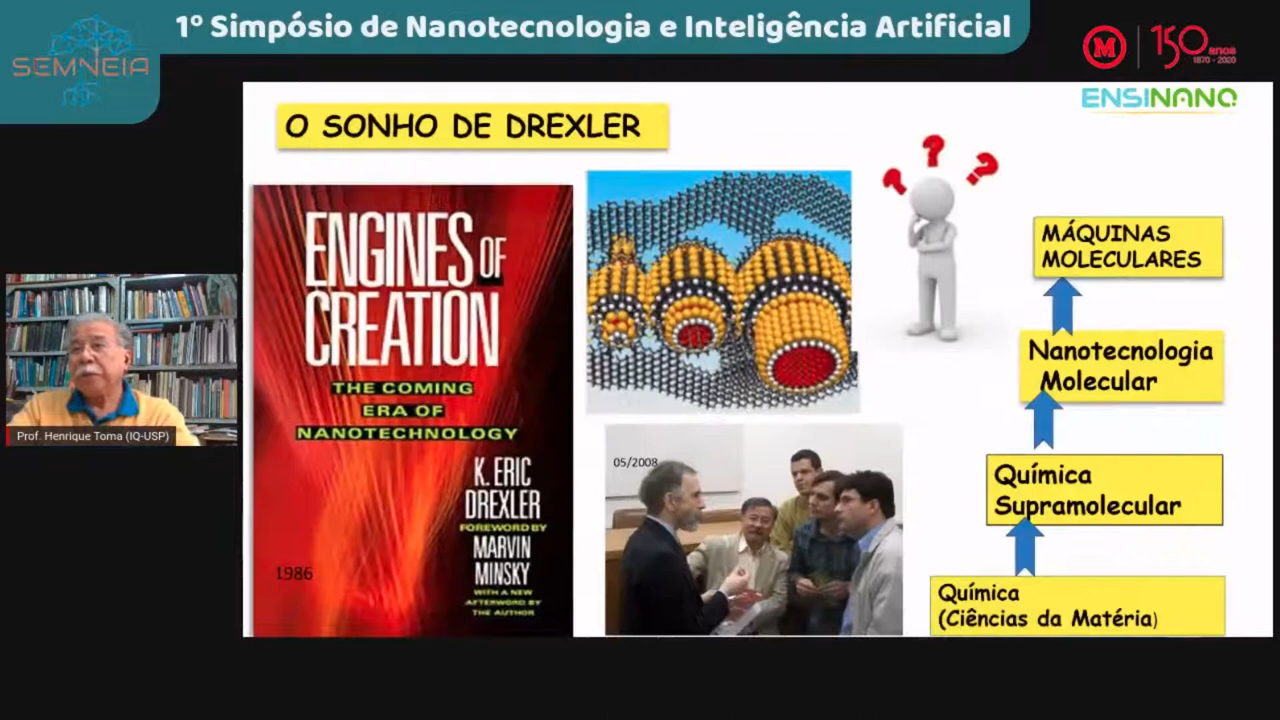 1º Simpósio de Nanotecnologia e Inteligência Artificial
SEMNEIA
M
150 anos
1870 - 2020
ENSINANO
O SONHO DE DREXLER
ENGINES OF
CREATION
THE COMING
ERA OF
NANOTECHNOLOGY
K. ERIC
DREXLER
FOREWORD BY
MARVIN
MINSKY
WITH A NEW
AFTERWORD BY
THE AUTHOR
1986
05/2008
MÁQUINAS
MOLECULARES
Nanotecnologia
Molecular
Química
Supramolecular
Química
(Ciências da Matéria)
Prof. Henrique Toma (IQ-USP)